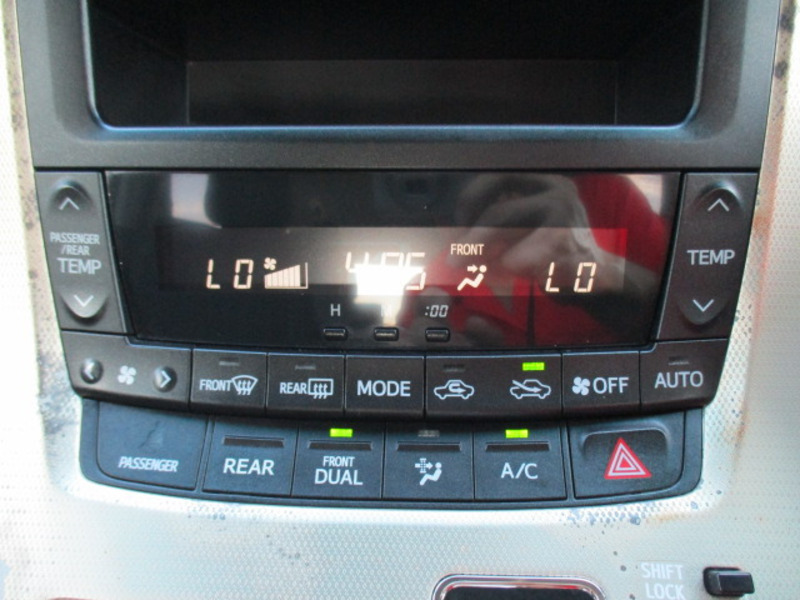 PASSENGER
/REAR
TEMP
LO
FRONT
LO
TEMP
H
:00
FRONT
REAR
MODE
OFF
AUTO
PASSENGER
REAR
FRONT
DUAL
A/C
SHIFT
LOCK